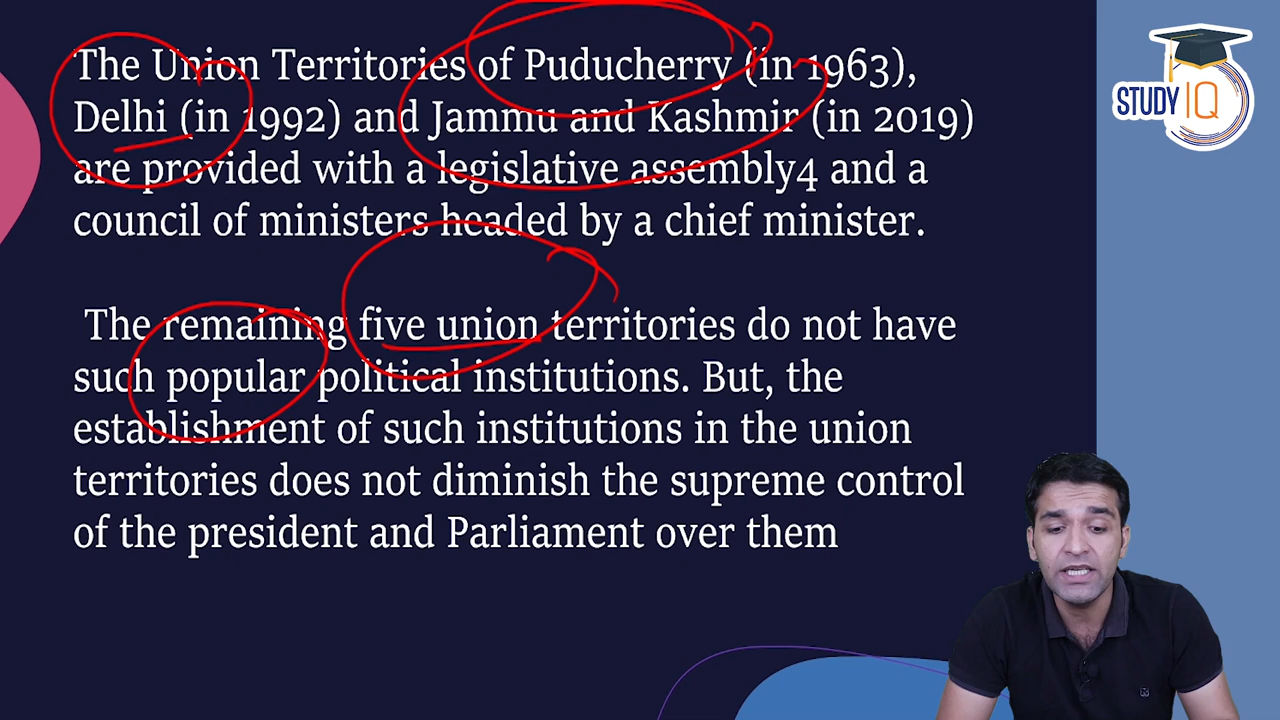 The Union Territories of Puducherry (in 1963),
Delhi (in 1992) and Jammu and Kashmir (in 2019)
are provided with a legislative assembly4 and a
council of ministers headed by a chief minister.
The remaining five union territories do not have
such popular political institutions. But, the
establishment of such institutions in the union
territories does not diminish the supreme control
of the president and Parliament over them
STUDY IQ